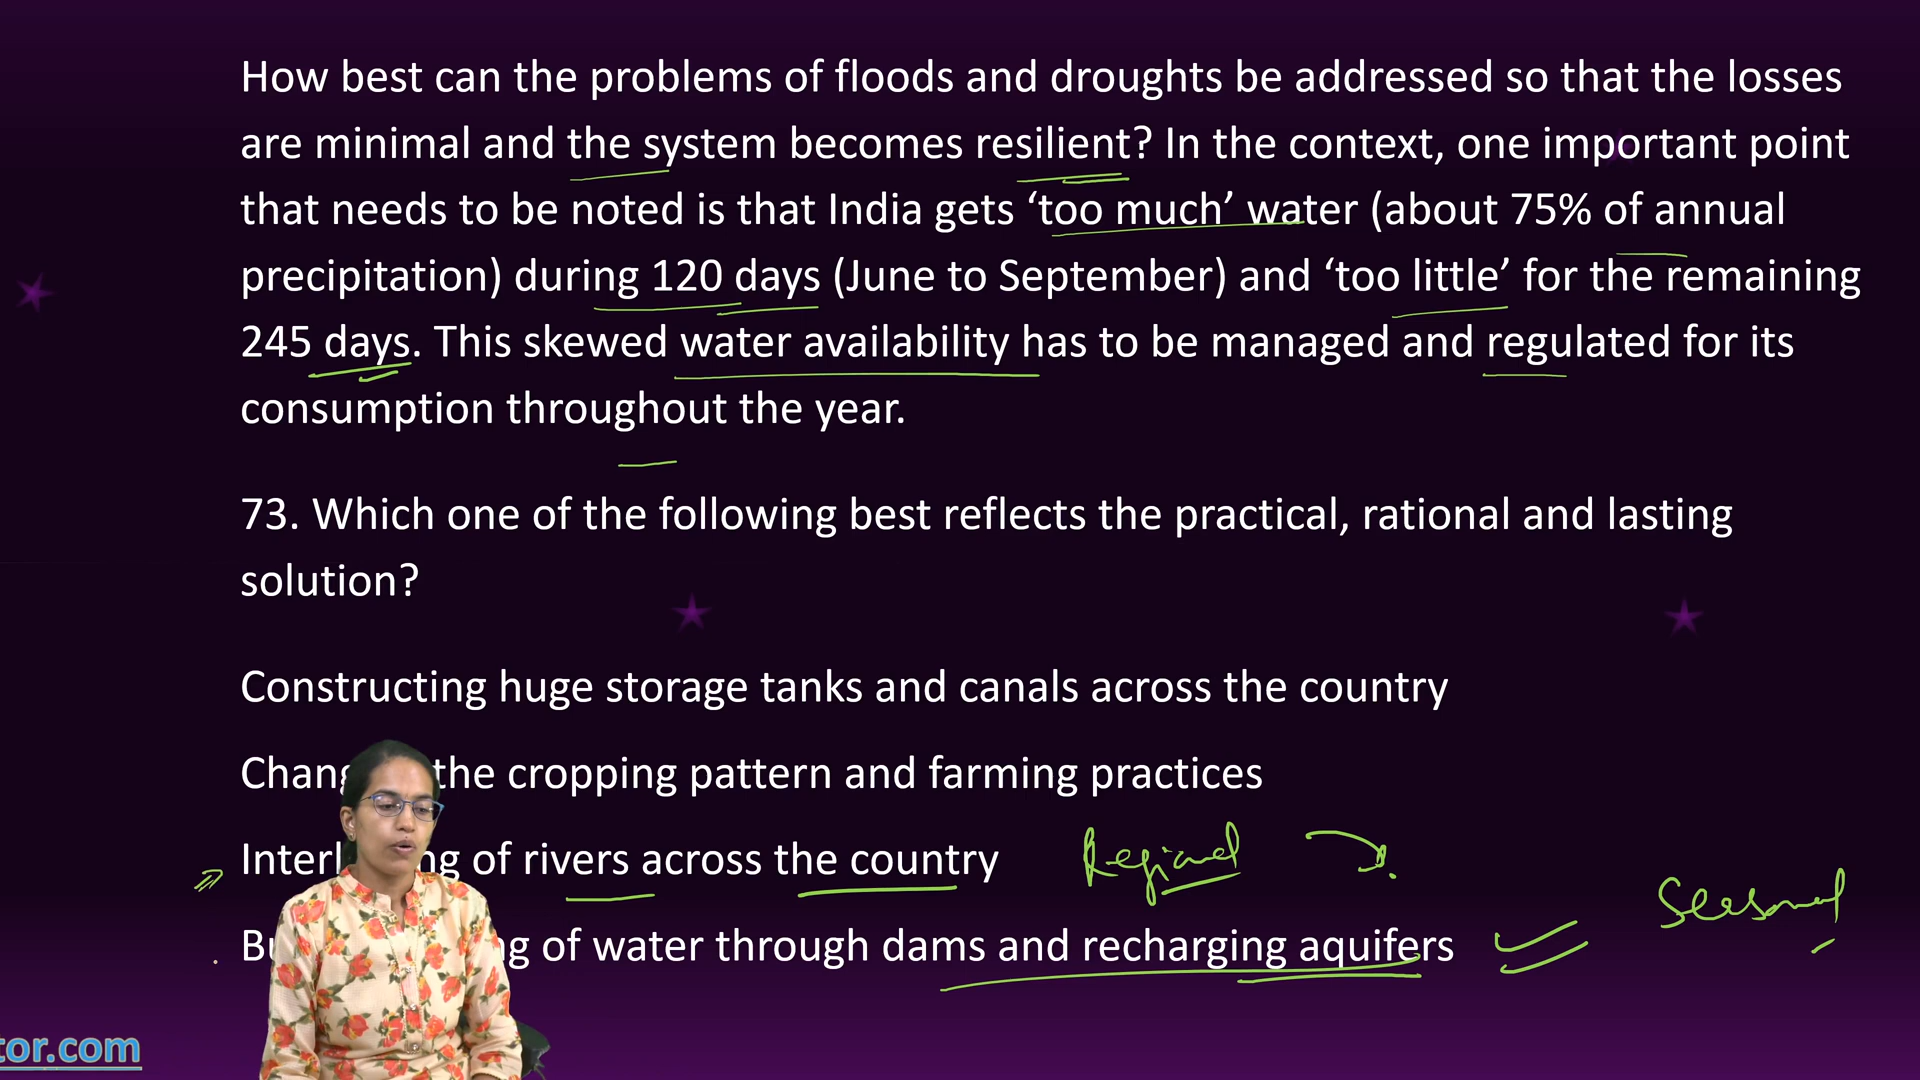 How best can the problems of floods and droughts be addressed so that the losses
are minimal and the system becomes resilient? In the context, one important point
that needs to be noted is that India gets ‘too much’ water (about 75% of annual
precipitation) during 120 days (June to September) and ‘too little’ for the remaining
245 days. This skewed water availability has to be managed and regulated for its
consumption throughout the year.
73. Which one of the following best reflects the practical, rational and lasting
solution?
Constructing huge storage tanks and canals across the country
the cropping pattern and farming practices
of rivers across the country Regional
Seasonal
of water through dams and recharging aquifers
tor.com